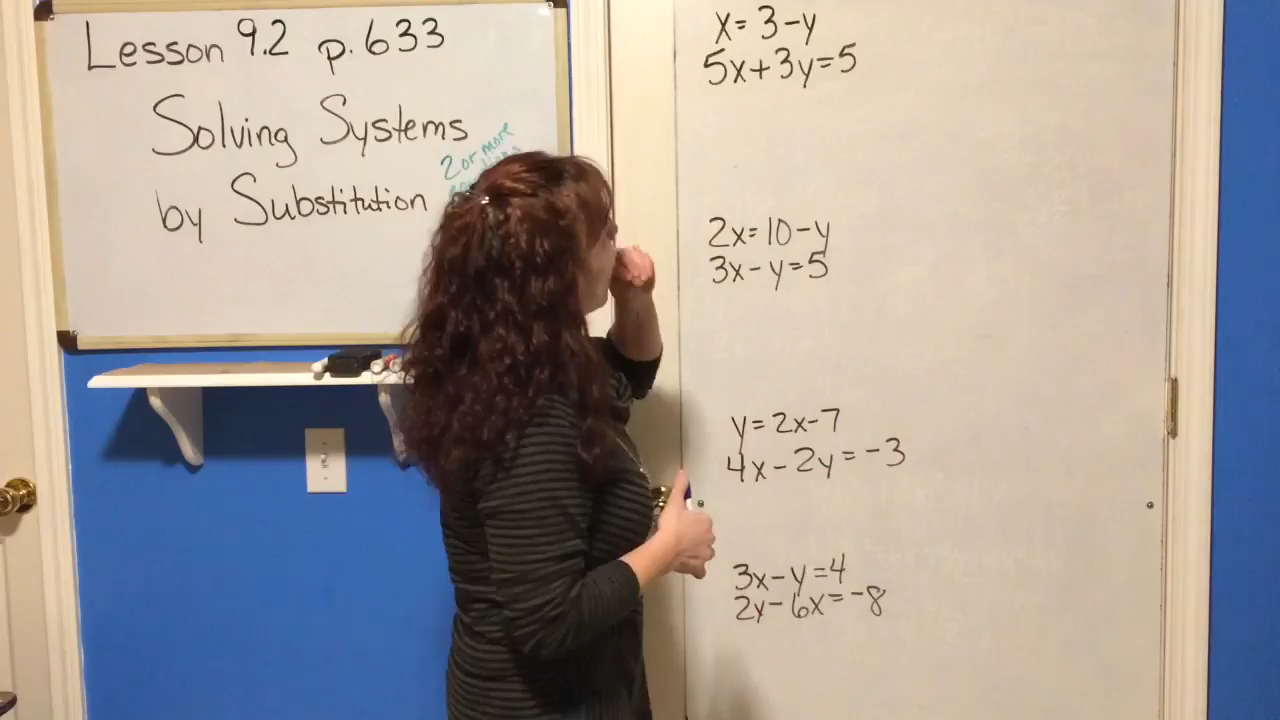 Lesson 9.2 p. 633
Solving Systems
by Substitution
2 or more
x = 3 - y
5x + 3y = 5
2x = 10 - y
3x - y = 5
y = 2x - 7
4x - 2y = -3
3x - y = 4
2y - 6x = -8